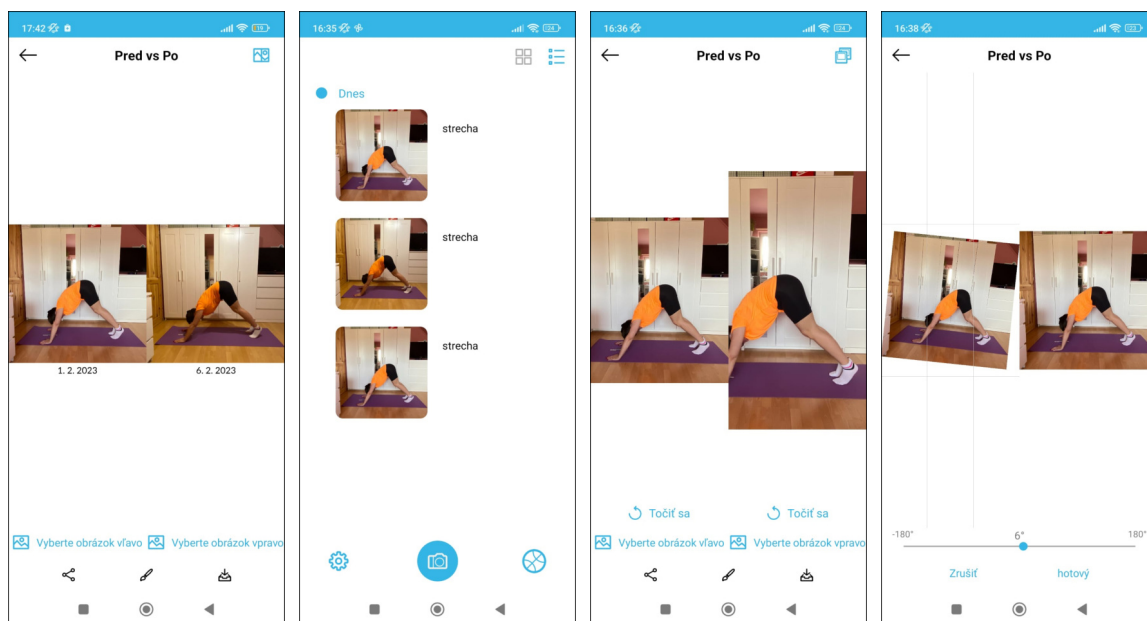 17:42
Pred vs Po
1. 2. 2023
6. 2. 2023
Vyberte obrázok vľavo
Vyberte obrázok vpravo
16:35
Dnes
strecha
strecha
strecha
16:36
Pred vs Po
Točiť sa
Točiť sa
Vyberte obrázok vľavo
Vyberte obrázok vpravo
16:38
Pred vs Po
-180°
6°
180°
Zrušiť
hotový